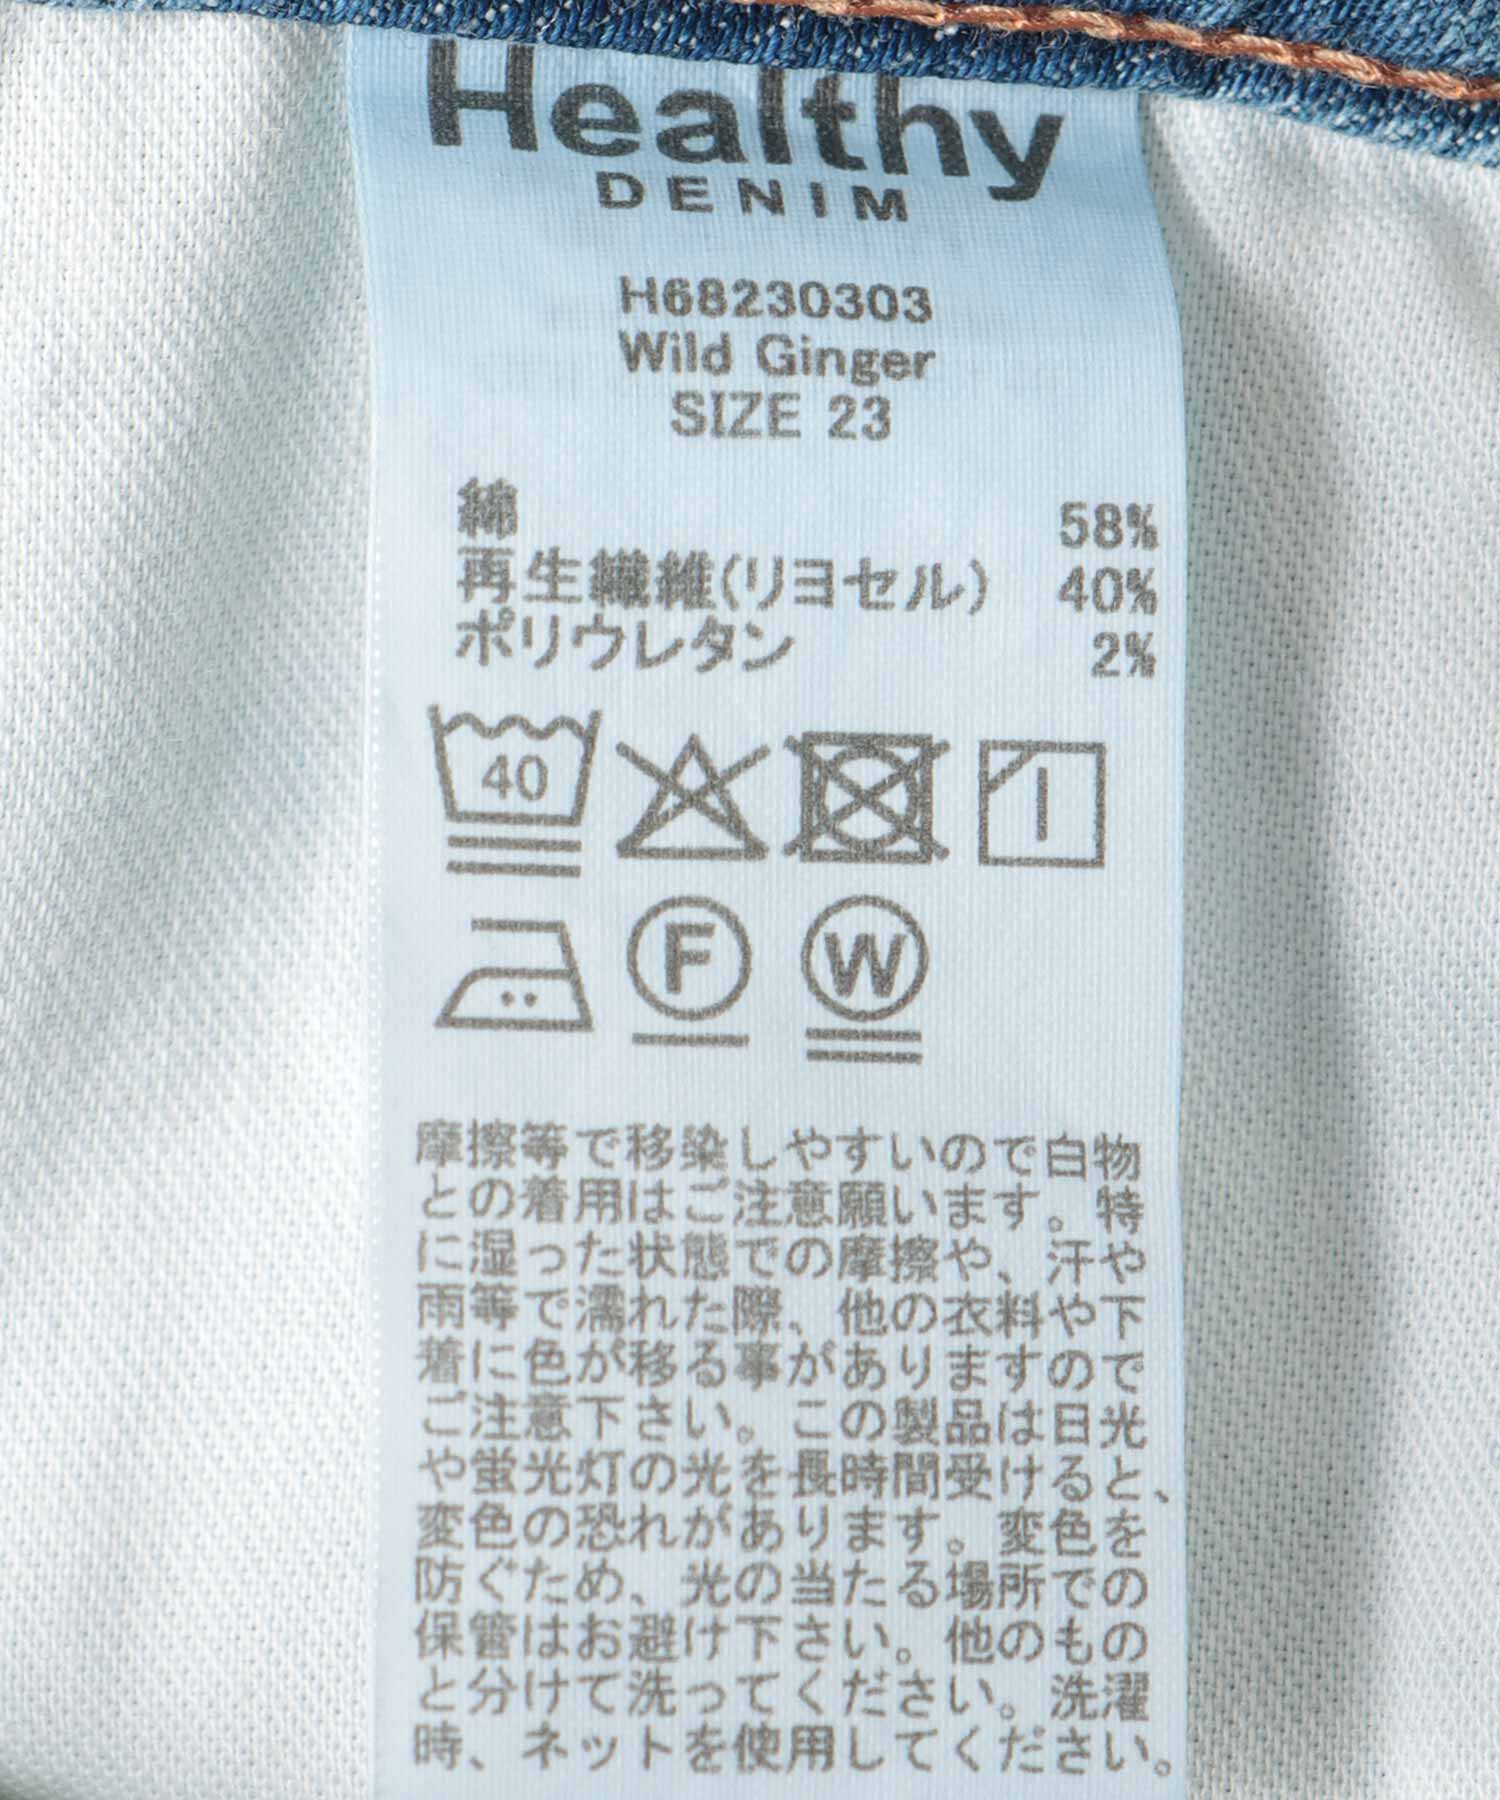 Healthy
DENIM
H68230303
Wild Ginger
SIZE 23
綿 58%
再生繊維(リヨセル) 40%
ポリウレタン 2%
40
F
W
摩擦等で移染しやすいので白物
との着用はご注意願います。特
に湿った状態での摩擦や、汗や
雨等で濡れた際、他の衣料や下
着に色が移る事がありますので
ご注意下さい。この製品は日光
や蛍光灯の光を長時間受けると、
変色の恐れがあります。変色を
防ぐため、光の当たる場所での
保管はお避け下さい。他のもの
と分けて洗ってください。洗濯
時、ネットを使用してください。